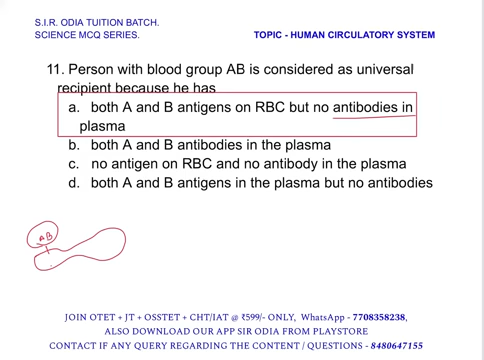 S.I.R. ODIA TUITION BATCH.
SCIENCE MCQ SERIES.
TOPIC - HUMAN CIRCULATORY SYSTEM
11. Person with blood group AB is considered as universal
recipient because he has
a. both A and B antigens on RBC but no antibodies in
plasma
b. both A and B antibodies in the plasma
c. no antigen on RBC and no antibody in the plasma
d. both A and B antigens in the plasma but no antibodies
AB
JOIN OTET + JT + OSSTET + CHT/IAT @ ₹599/- ONLY, WhatsApp - 7708358238,
ALSO DOWNLOAD OUR APP SIR ODIA FROM PLAYSTORE
CONTACT IF ANY QUERY REGARDING THE CONTENT / QUESTIONS - 8480647155